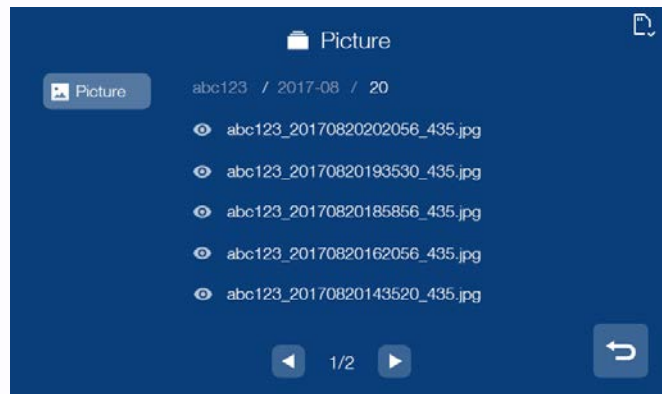 Picture
Picture
abc123 / 2017-08 / 20
abc123_20170820202056_435.jpg
abc123_20170820193530_435.jpg
abc123_20170820185856_435.jpg
abc123_20170820162056_435.jpg
abc123_20170820143520_435.jpg
1/2